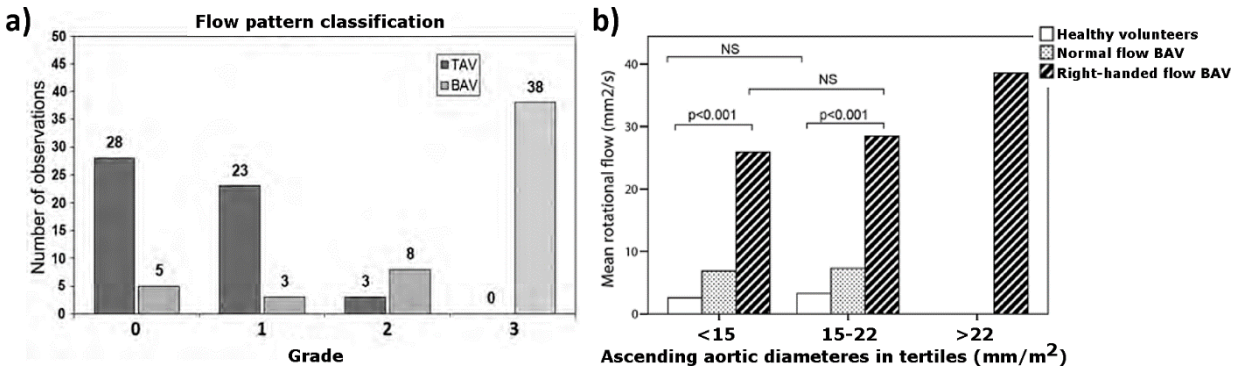 a)
Flow pattern classification
Number of observations
50
45
40
35
30
25
20
15
10
5
0
TAV
BAV
28
5
23
3
3
8
0
38
0 1 2 3
Grade
b)
Healthy volunteers
Normal flow BAV
Right-handed flow BAV
Mean rotational flow (mm2/s)
40
30
20
10
0
NS
NS
p<0.001
p<0.001
<15 15-22 >22
Ascending aortic diameteres in tertiles (mm/m²)